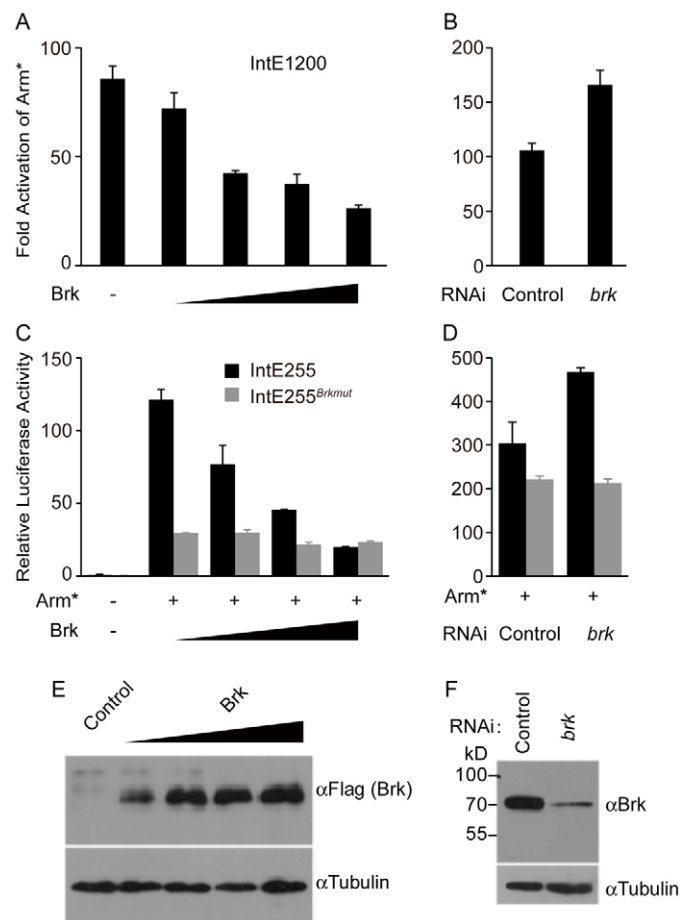 A
Fold Activation of Arm*
IntE1200
100
50
0
Brk -
B
200
150
100
50
0
RNAi Control brk
C
Relative Luciferase Activity
150
100
50
0
IntE255
IntE255Brkmut
Arm* - + + + +
Brk -
D
500
400
300
200
100
0
Arm* + +
RNAi Control brk
E
Control
Brk
αFlag (Brk)
αTubulin
F
RNAi: Control brk
kD
100
70
55
αBrk
αTubulin